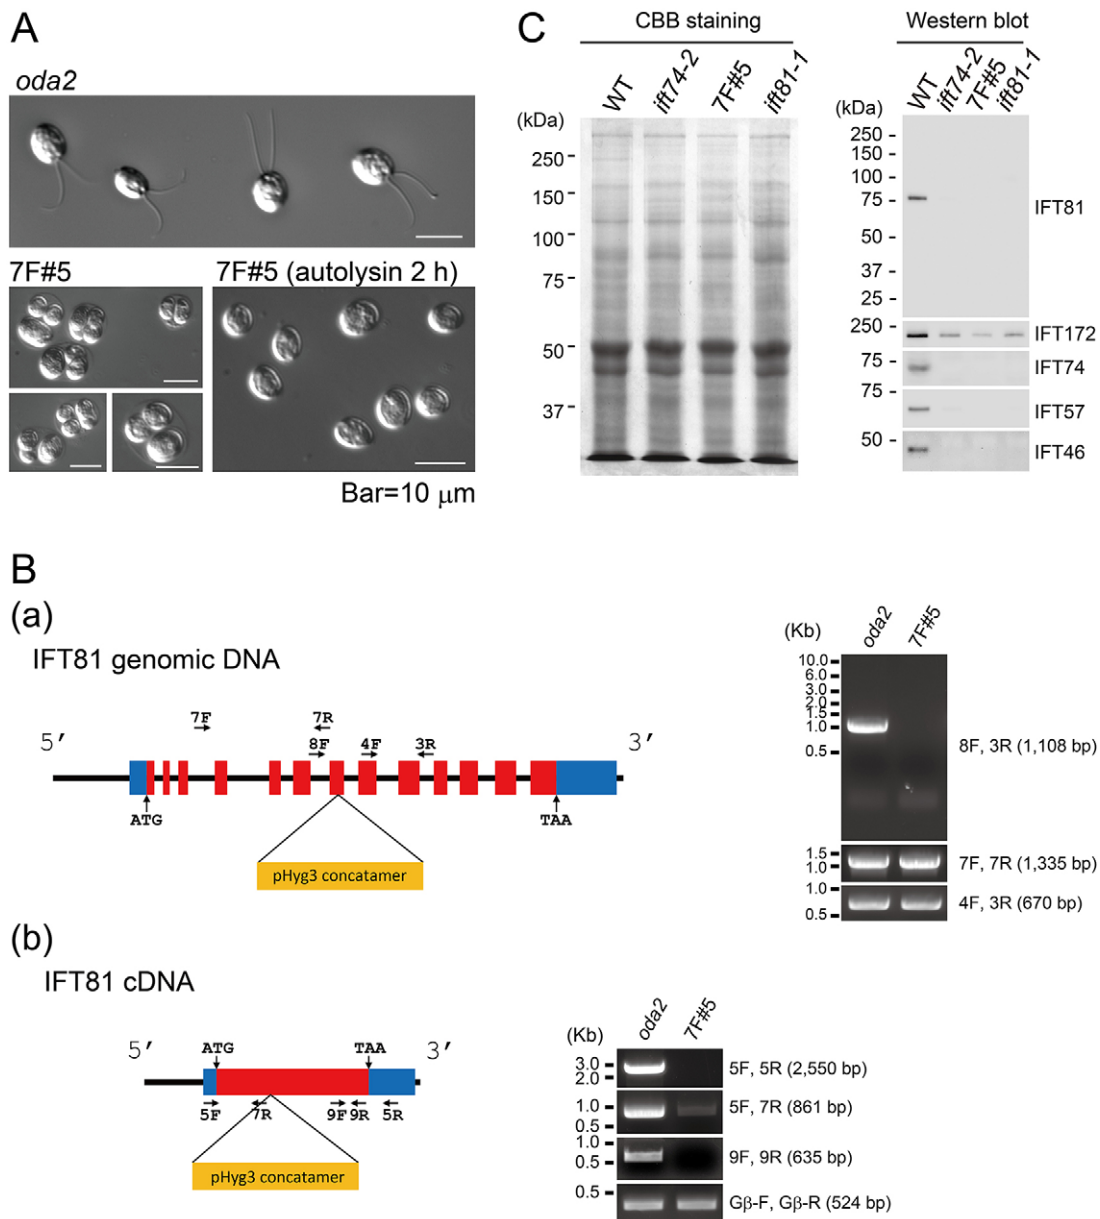 A
oda2
7F#5
7F#5 (autolysin 2 h)
Bar=10 μm
C
CBB staining
WT
ift74-2
7F#5
ift81-1
(kDa)
250
150
100
75
50
37
Western blot
WT
ift74-2
7F#5
ift81-1
(kDa)
250
150
100
75
50
37
25
IFT81
250
IFT172
75
IFT74
75
IFT57
50
IFT46
B
(a)
IFT81 genomic DNA
7F
7R
5′
8F
4F
3R
3′
ATG
TAA
pHyg3 concatamer
(Kb)
oda2
7F#5
10.0
6.0
3.0
2.0
1.5
1.0
0.5
8F, 3R (1,108 bp)
1.5
1.0
7F, 7R (1,335 bp)
1.0
0.5
4F, 3R (670 bp)
(b)
IFT81 cDNA
5′
ATG
TAA
3′
5F
7R
9F
9R
5R
pHyg3 concatamer
(Kb)
oda2
7F#5
3.0
2.0
5F, 5R (2,550 bp)
1.0
0.5
5F, 7R (861 bp)
1.0
0.5
9F, 9R (635 bp)
0.5
Gβ-F, Gβ-R (524 bp)